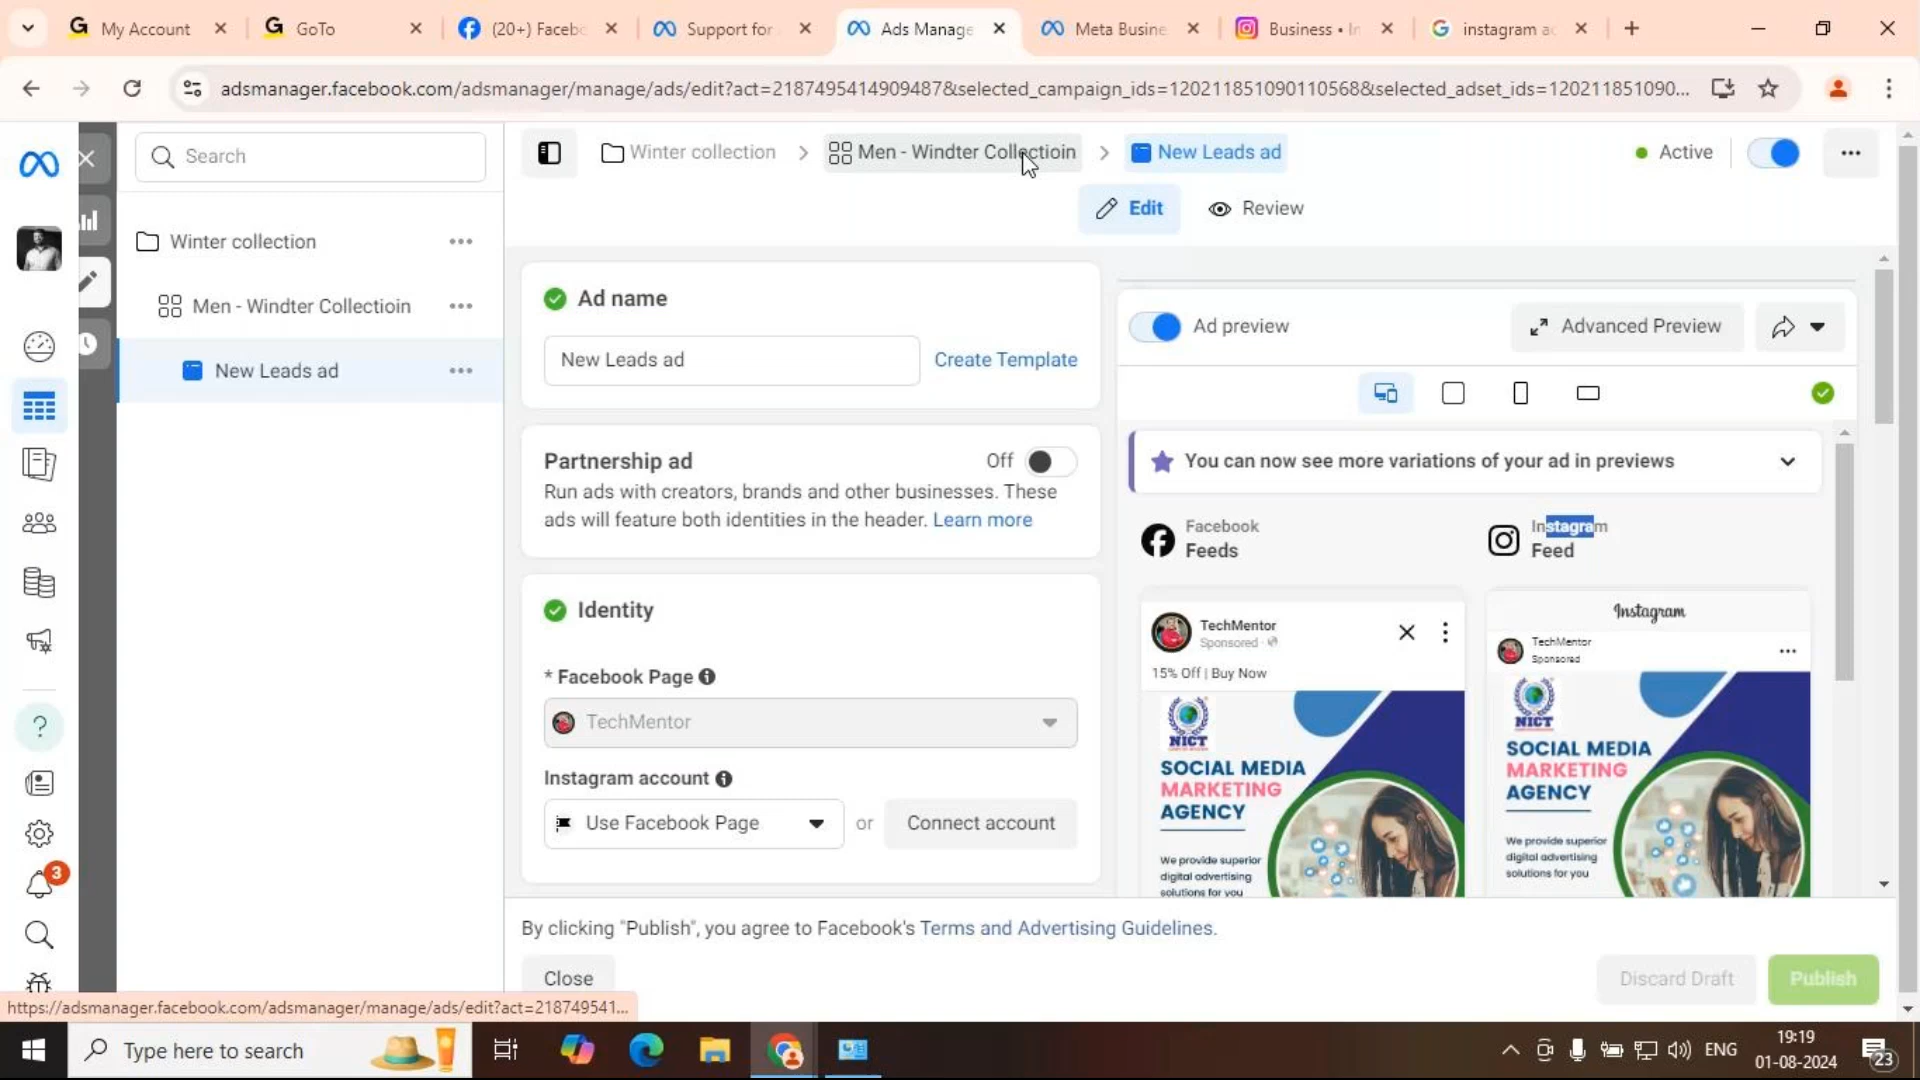 My Account
GoTo
(20+) Facebo
Support for
Ads Manage
Meta Busine
Business • In
instagram ac
adsmanager.facebook.com/adsmanager/manage/ads/edit?act=2187495414909487&selected_campaign_ids=120211851090110568&selected_adset_ids=120211851090...
Search
Winter collection
Men - Windter Collectioin
New Leads ad
Active
Edit
Review
Winter collection
Men - Windter Collectioin
New Leads ad
Ad name
New Leads ad
Create Template
Partnership ad
Off
Run ads with creators, brands and other businesses. These
ads will feature both identities in the header. Learn more
Identity
* Facebook Page
TechMentor
Instagram account
Use Facebook Page
or
Connect account
Ad preview
Advanced Preview
You can now see more variations of your ad in previews
Facebook
Feeds
Instagram
Feed
TechMentor
Sponsored
15% Off | Buy Now
NICT
SOCIAL MEDIA
MARKETING
AGENCY
We provide superior
digital advertising
solutions for you
Instagram
TechMentor
Sponsored
NICT
SOCIAL MEDIA
MARKETING
AGENCY
We provide superior
digital advertising
solutions for you
By clicking "Publish", you agree to Facebook's Terms and Advertising Guidelines.
Close
Discard Draft
Publish
3
https://adsmanager.facebook.com/adsmanager/manage/ads/edit?act=218749541...
Type here to search
ENG
19:19
01-08-2024
23